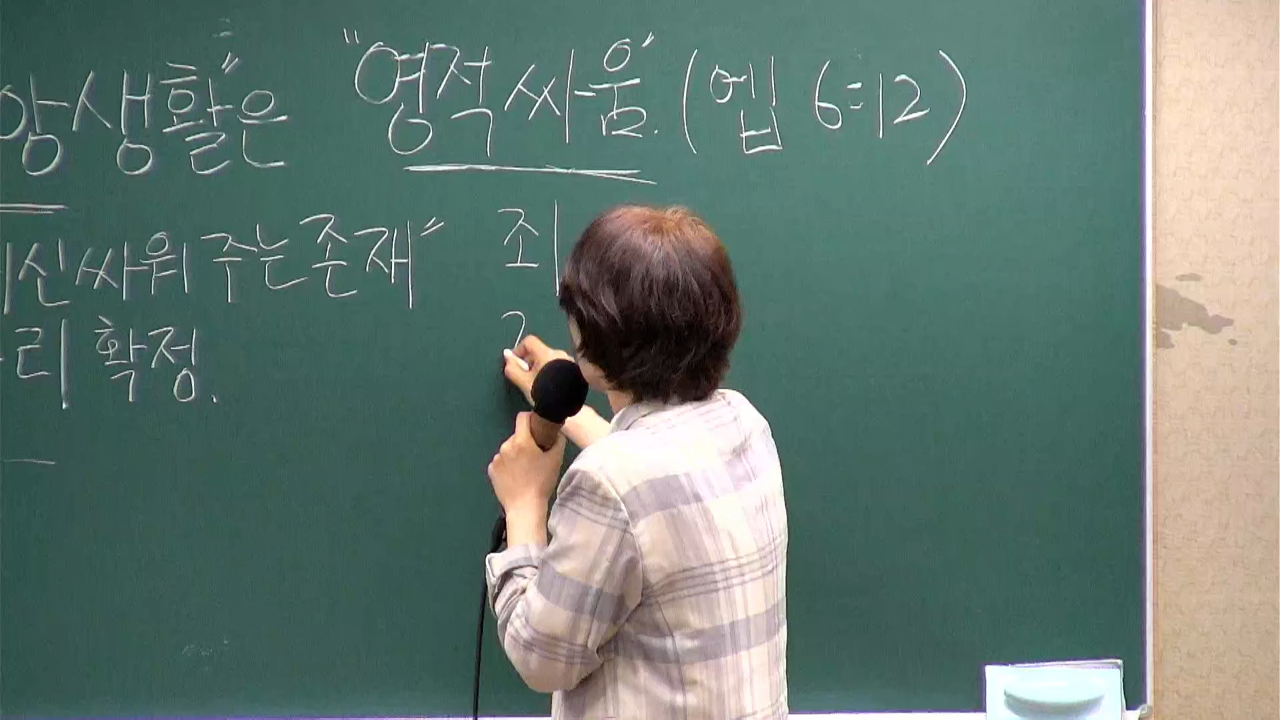 앙생활”은 “영적싸움”. (엡 6:12)
신싸워 주는존재” 죄
리 확정.